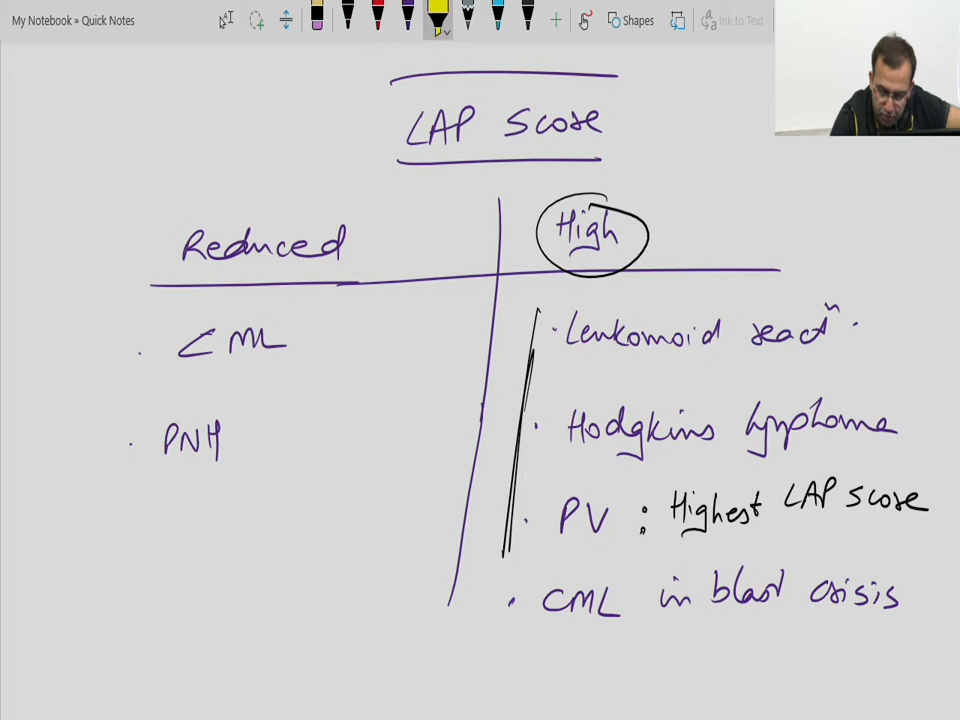 My Notebook » Quick Notes
Shapes
Ink to Text
LAP Score
Reduced
High
· CML
· Leukomoid reactⁿ ·
· PNH
· Hodgkins lymphoma
· PV : Highest LAP score
· CML in blast crisis